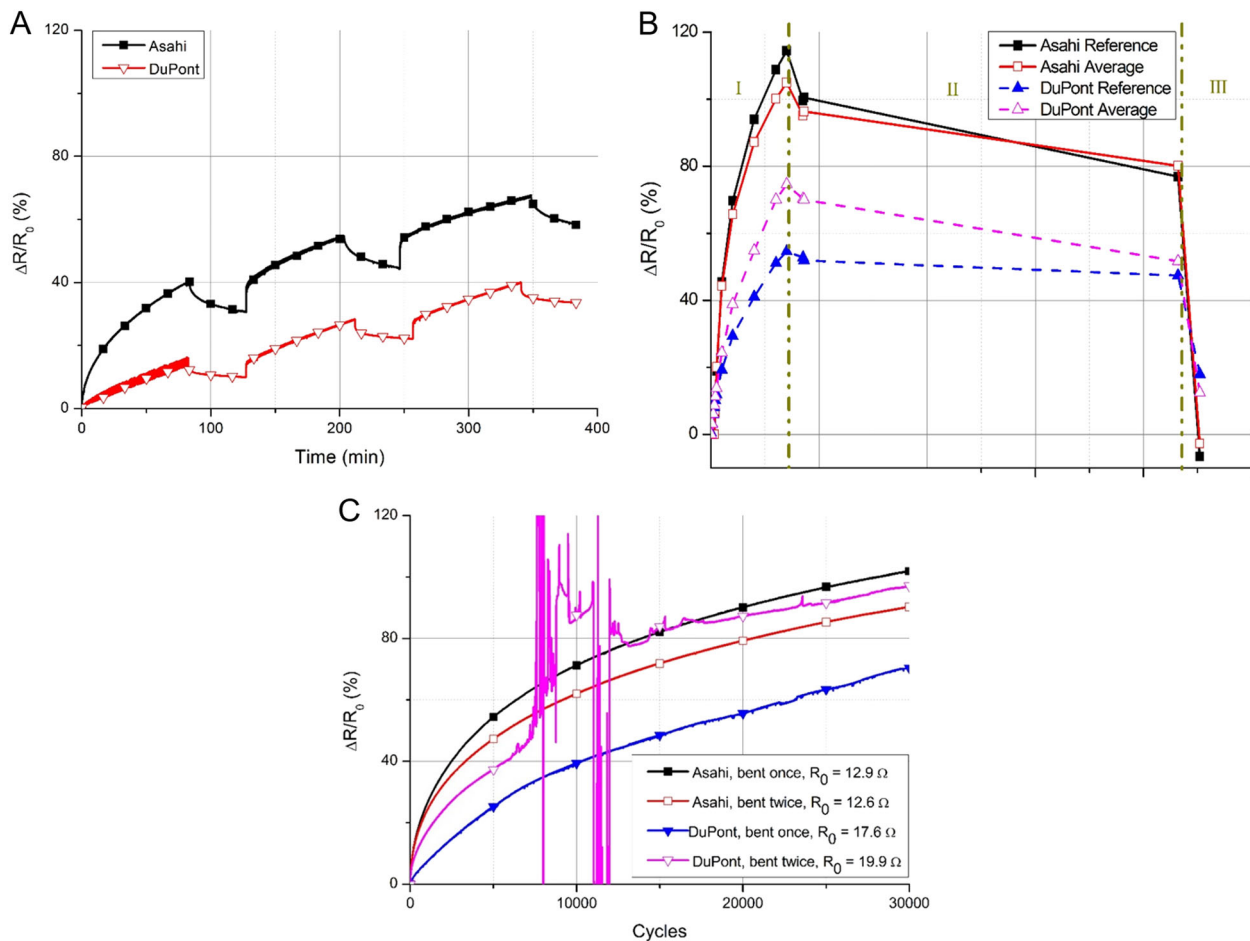 A
Asahi
DuPont
120
80
40
0
ΔR/R0 (%)
0
100
200
300
400
Time (min)
B
Asahi Reference
Asahi Average
DuPont Reference
DuPont Average
I
II
III
120
80
40
0
ΔR/R0 (%)
C
120
80
40
0
ΔR/R0 (%)
Asahi, bent once, R0 = 12.9 Ω
Asahi, bent twice, R0 = 12.6 Ω
DuPont, bent once, R0 = 17.6 Ω
DuPont, bent twice, R0 = 19.9 Ω
0
10000
20000
30000
Cycles